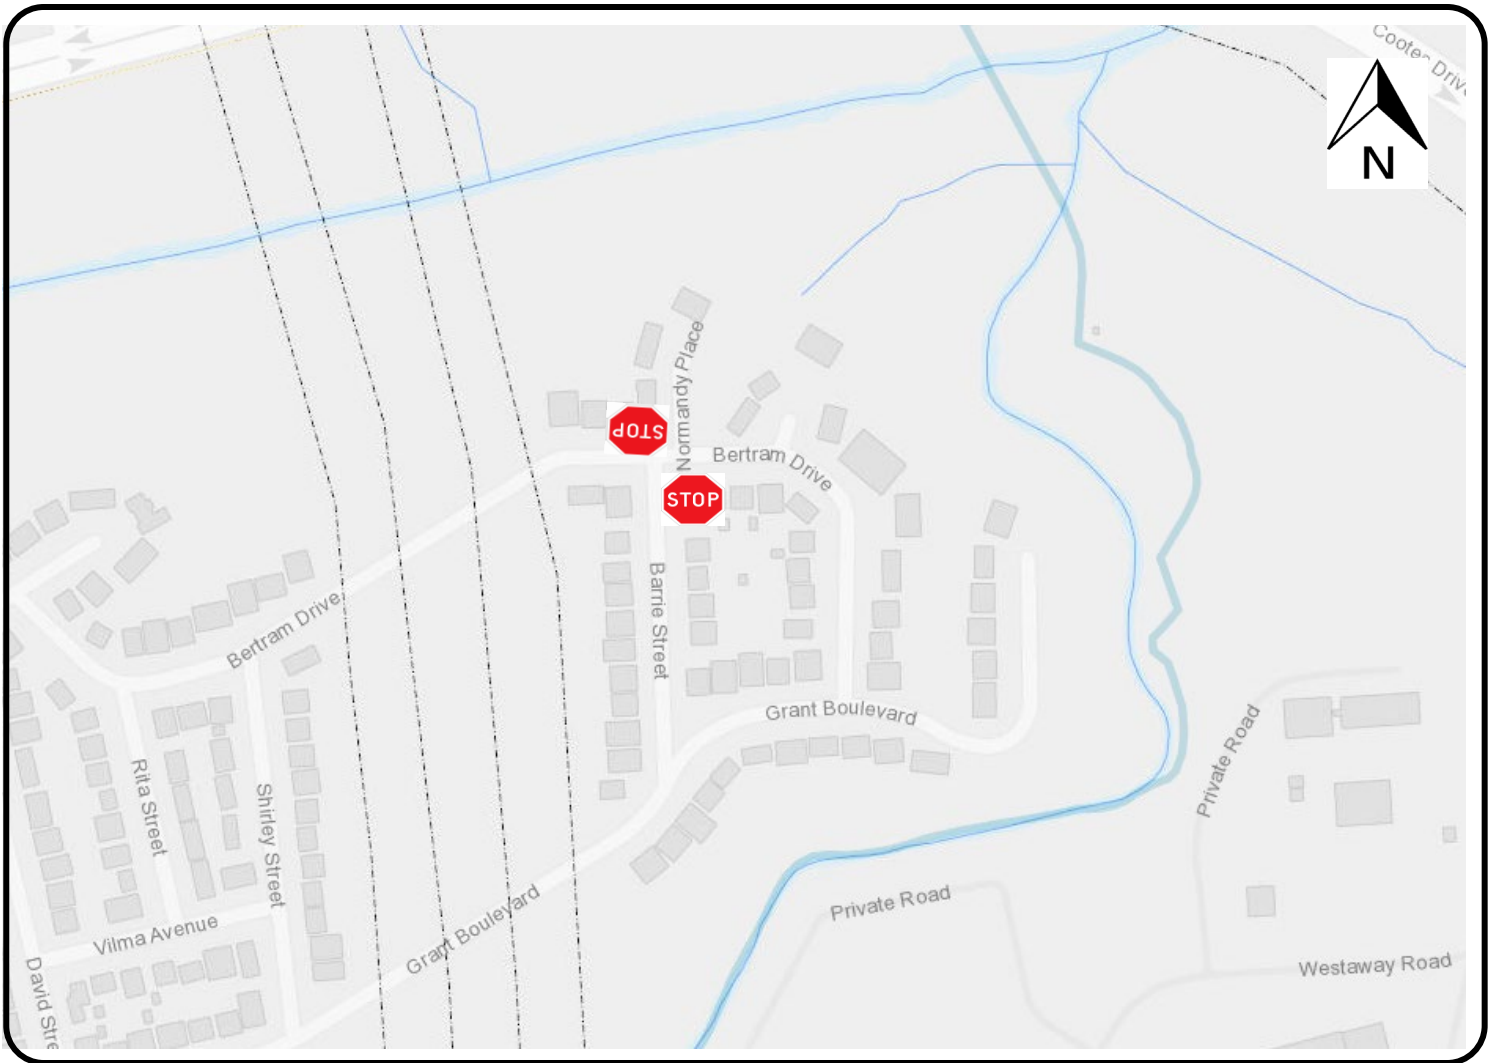 Cootes Drive
N
Normandy Place
STOP
Bertram Drive
STOP
Barrie Street
Bertram Drive
Grant Boulevard
Private Road
Rita Street
Shirley Street
Private Road
Vilma Avenue
Grant Boulevard
Westaway Road
David Stre